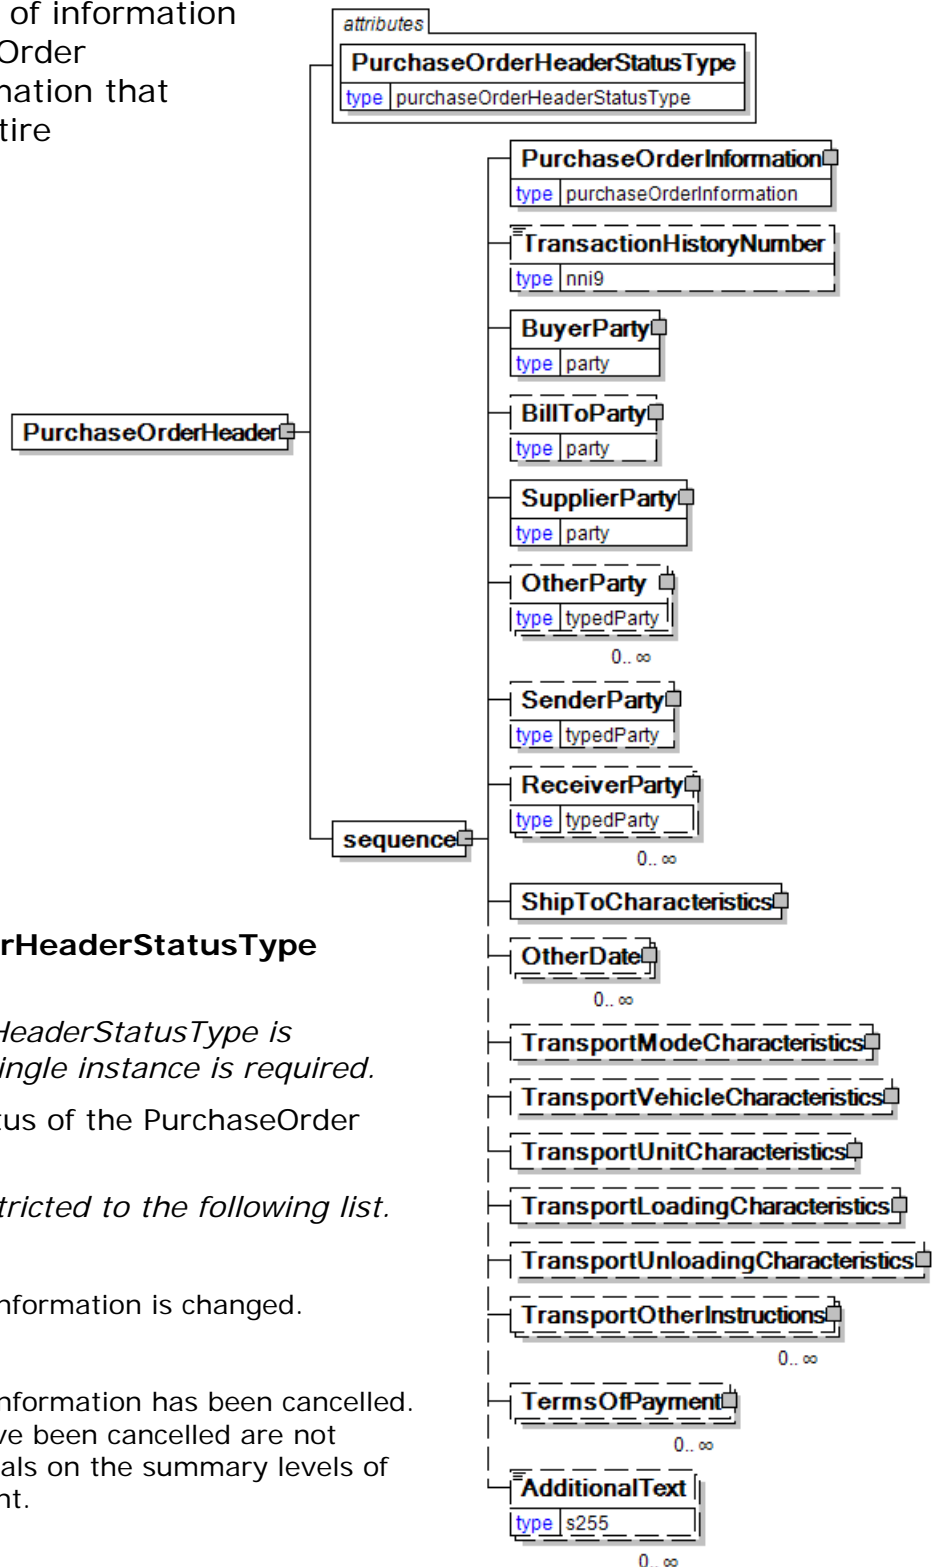 of information
Order
nation that
tire
attributes
PurchaseOrderHeaderStatusType
type purchaseOrderHeaderStatusType
PurchaseOrderInformation
type purchaseOrderInformation
TransactionHistoryNumber
type nni9
BuyerParty
type party
BillToParty
type party
PurchaseOrderHeader
SupplierParty
type party
OtherParty
type typedParty
0.. ∞
SenderParty
type typedParty
ReceiverParty
type typedParty
0.. ∞
sequence
ShipToCharacteristics
OtherDate
0.. ∞
TransportModeCharacteristics
TransportVehicleCharacteristics
TransportUnitCharacteristics
TransportLoadingCharacteristics
TransportUnloadingCharacteristics
TransportOtherInstructions
0.. ∞
TermsOfPayment
0.. ∞
AdditionalText
type s255
0.. ∞
rHeaderStatusType
HeaderStatusType is
ingle instance is required.
tus of the PurchaseOrder
tricted to the following list.
nformation is changed.
nformation has been cancelled.
ve been cancelled are not
als on the summary levels of
nt.